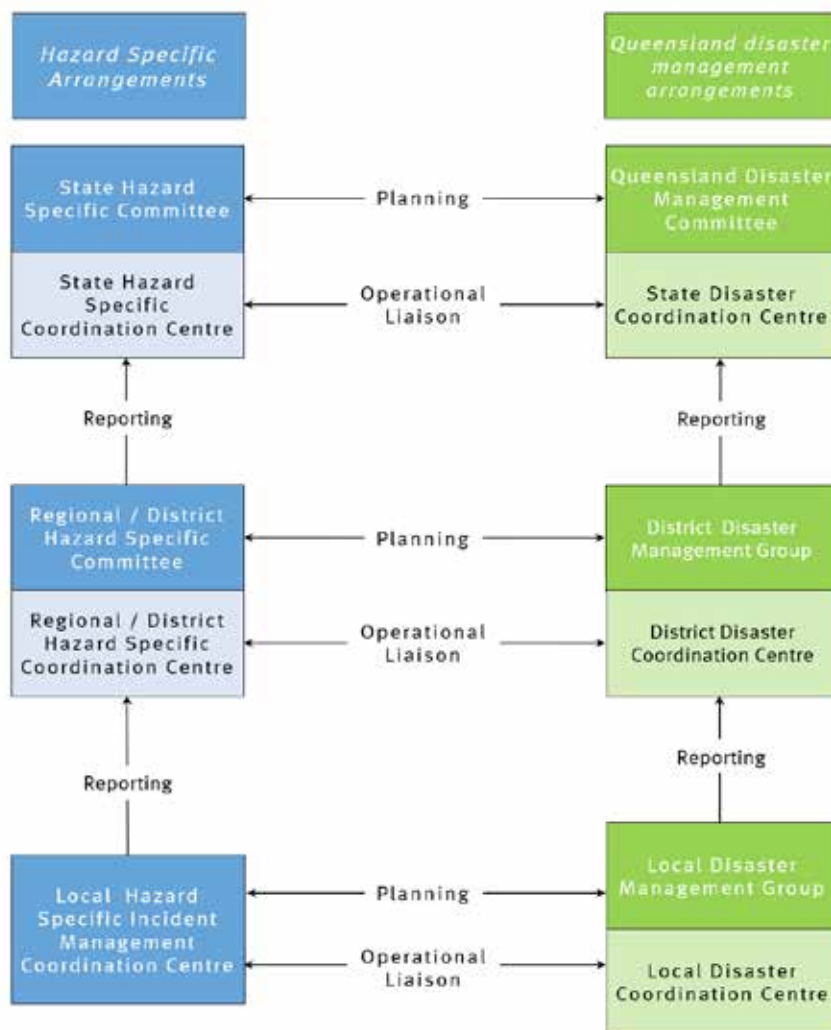 Hazard Specific
Arrangements
Queensland disaster
management
arrangements
State Hazard
Specific Committee
Planning
Queensland Disaster
Management
Committee
State Hazard
Specific
Coordination Centre
Operational
Liaison
State Disaster
Coordination Centre
Reporting
Reporting
Regional / District
Hazard Specific
Committee
Planning
District Disaster
Management Group
Regional / District
Hazard Specific
Coordination Centre
Operational
Liaison
District Disaster
Coordination Centre
Reporting
Reporting
Local Hazard
Specific Incident
Management
Coordination Centre
Planning
Local Disaster
Management Group
Operational
Liaison
Local Disaster
Coordination Centre